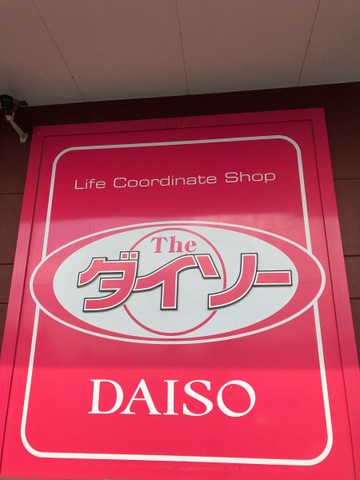 Life Coordinate Shop
The
ダイソー
DAISO